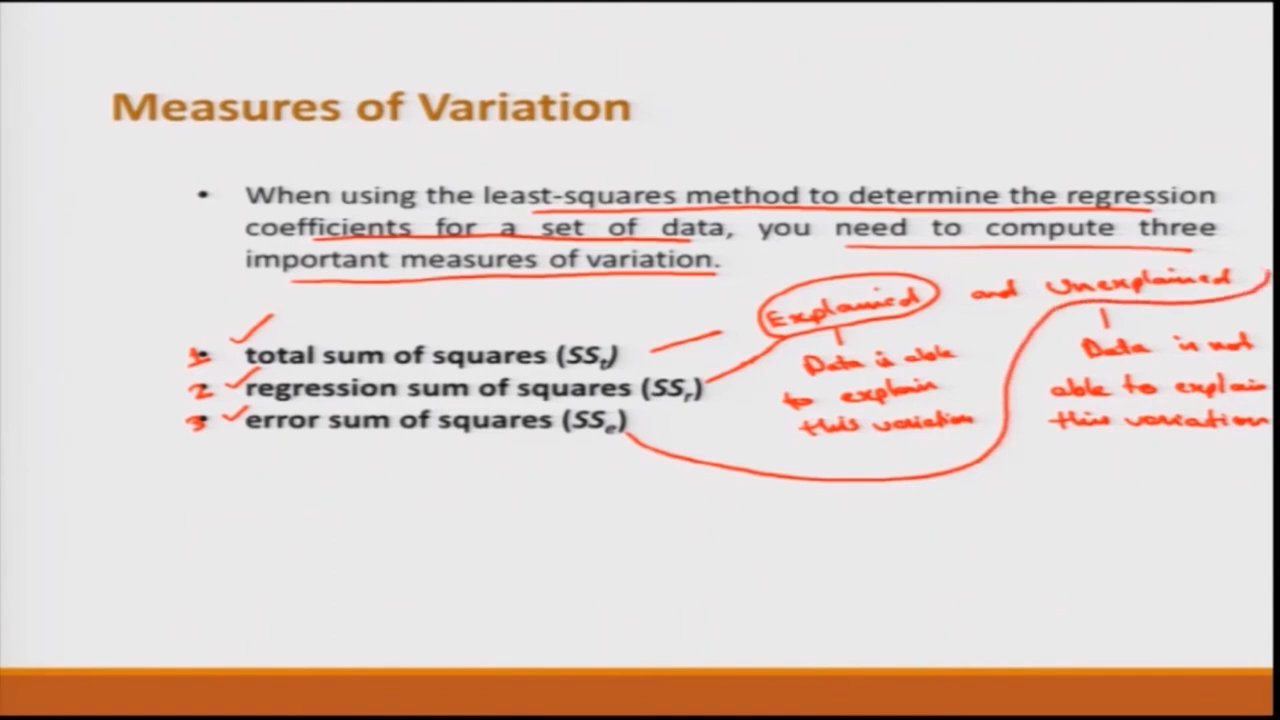 Measures of Variation
• When using the least-squares method to determine the regression
coefficients for a set of data, you need to compute three
important measures of variation.
Explained and Unexplained
1 • total sum of squares (SSt)
2 • regression sum of squares (SSr)
3 • error sum of squares (SSe)
Data is able
to explain
this variation
Data is not
able to explain
this variation